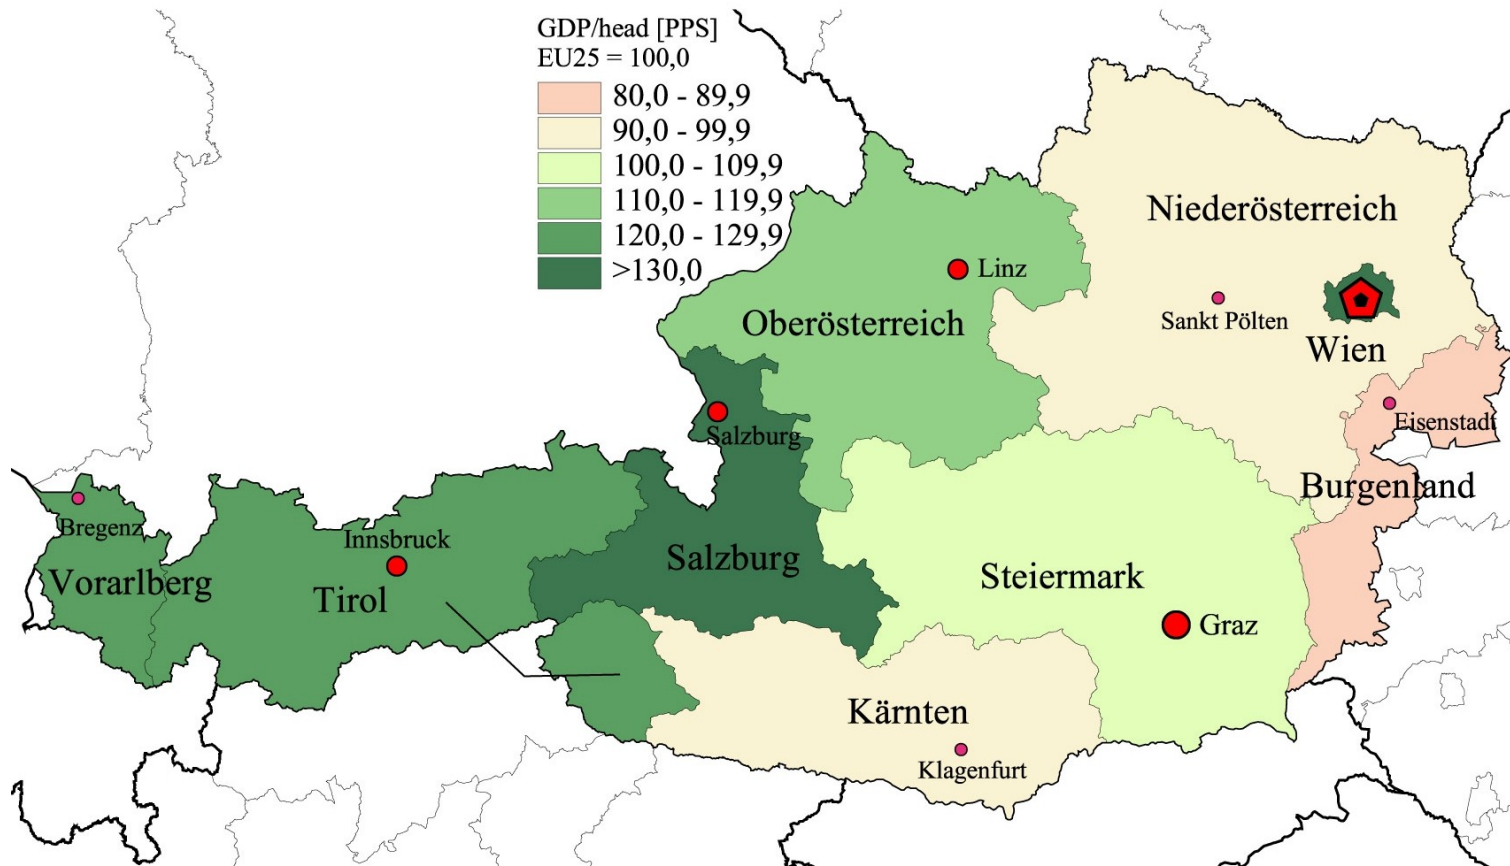 GDP/head [PPS]
EU25 = 100,0
80,0 - 89,9
90,0 - 99,9
100,0 - 109,9
110,0 - 119,9
120,0 - 129,9
>130,0
Niederösterreich
Linz
Sankt Pölten
Oberösterreich
Wien
Eisenstadt
Salzburg
Burgenland
Bregenz
Innsbruck
Vorarlberg
Tirol
Salzburg
Steiermark
Graz
Kärnten
Klagenfurt